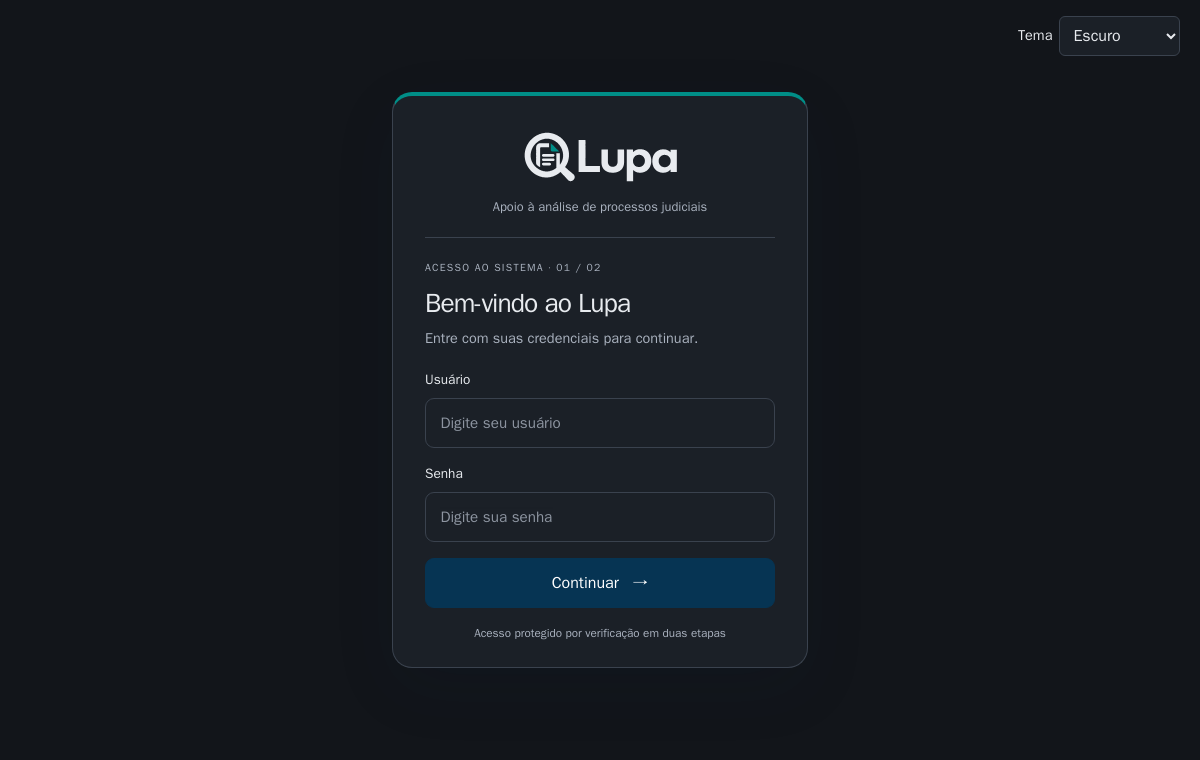 Tema
Escuro
Lupa
Apoio à análise de processos judiciais
ACESSO AO SISTEMA · 01 / 02
Bem-vindo ao Lupa
Entre com suas credenciais para continuar.
Usuário
Digite seu usuário
Senha
Digite sua senha
Continuar →
Acesso protegido por verificação em duas etapas